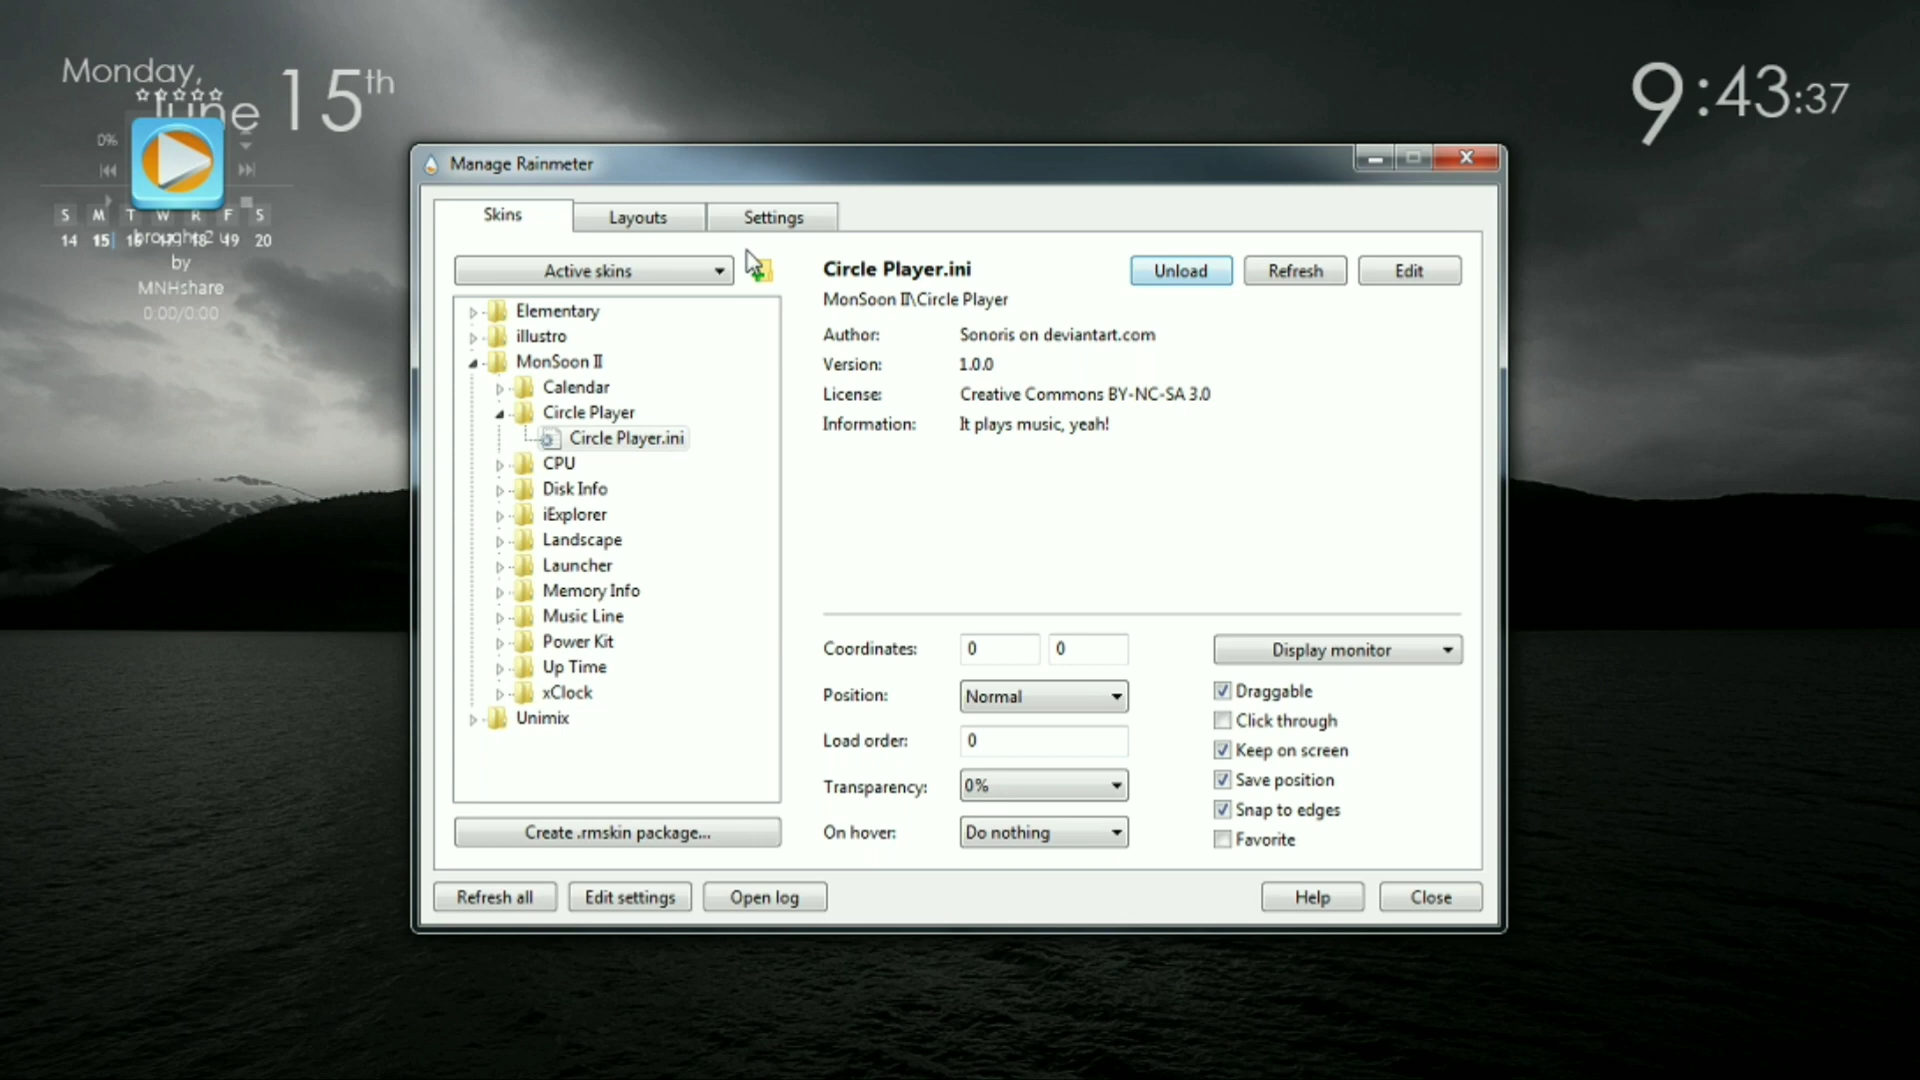 Monday,
June 15th
9:43:37
0%
S M T W R F S
14 15 16 17 18 19 20
brought 2 u
by
MNHshare
0:00/0:00
Manage Rainmeter
Skins Layouts Settings
Active skins
Elementary
illustro
MonSoon II
Calendar
Circle Player
Circle Player.ini
CPU
Disk Info
iExplorer
Landscape
Launcher
Memory Info
Music Line
Power Kit
Up Time
xClock
Unimix
Create .rmskin package...
Circle Player.ini
Unload Refresh Edit
MonSoon II\Circle Player
Author: Sonoris on deviantart.com
Version: 1.0.0
License: Creative Commons BY-NC-SA 3.0
Information: It plays music, yeah!
Coordinates: 0 0
Position: Normal
Load order: 0
Transparency: 0%
On hover: Do nothing
Display monitor
Draggable
Click through
Keep on screen
Save position
Snap to edges
Favorite
Refresh all Edit settings Open log Help Close